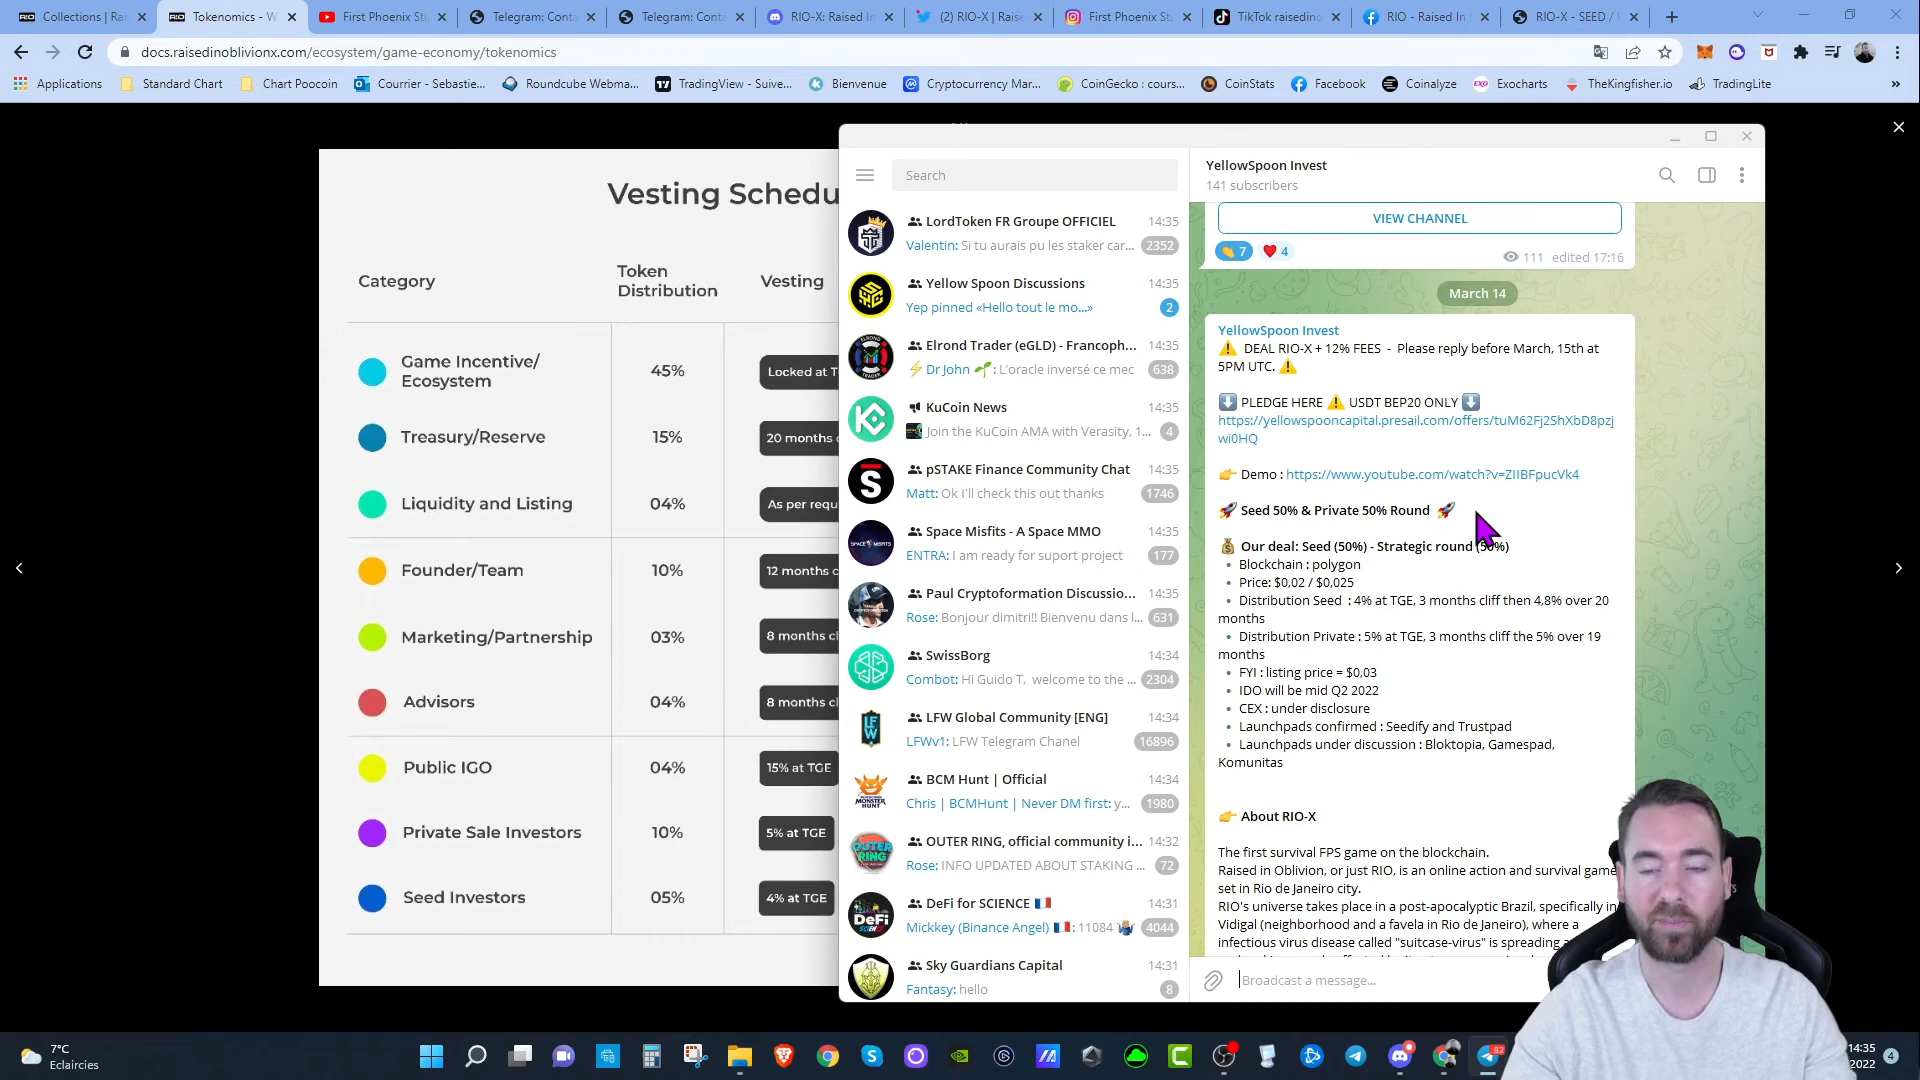 Collections | Rai
Tokenomics - W
First Phoenix Stu
Telegram: Conta
Telegram: Conta
RIO-X: Raised In
(2) RIO-X | Raise
First Phoenix Stu
TikTok raisedino
RIO - Raised In
RIO-X - SEED /
docs.raisedinoblivionx.com/ecosystem/game-economy/tokenomics
Applications
Standard Chart
Chart Poocoin
Courrier - Sebastie...
Roundcube Webma...
TradingView - Suive...
Bienvenue
Cryptocurrency Mar...
CoinGecko : cours...
CoinStats
Facebook
Coinalyze
Exocharts
TheKingfisher.io
TradingLite
Vesting Schedu
Category
Token
Distribution
Vesting
Game Incentive/
Ecosystem
45%
Locked at T
Treasury/Reserve
15%
20 months c
Liquidity and Listing
04%
As per requ
Founder/Team
10%
12 months c
Marketing/Partnership
03%
8 months cl
Advisors
04%
8 months cl
Public IGO
04%
15% at TGE
Private Sale Investors
10%
5% at TGE
Seed Investors
05%
4% at TGE
Search
LordToken FR Groupe OFFICIEL 14:35
Valentin: Si tu aurais pu les staker car... 2352
Yellow Spoon Discussions 14:35
Yep pinned «Hello tout le mo...» 2
Elrond Trader (eGLD) - Francoph... 14:35
⚡ Dr John 🌱: L'oracle inversé ce mec 638
KuCoin News 14:35
Join the KuCoin AMA with Verasity, 1... 4
pSTAKE Finance Community Chat 14:35
Matt: Ok I'll check this out thanks 1746
Space Misfits - A Space MMO 14:35
ENTRA: I am ready for suport project 177
Paul Cryptoformation Discussio... 14:35
Rose: Bonjour dimitri!! Bienvenu dans l... 631
SwissBorg 14:34
Combot: Hi Guido T, welcome to the ... 2304
LFW Global Community [ENG] 14:34
LFWv1: LFW Telegram Chanel 16896
BCM Hunt | Official 14:34
Chris | BCMHunt | Never DM first: y... 1980
OUTER RING, official community i... 14:32
Rose: INFO UPDATED ABOUT STAKING ... 72
DeFi for SCIENCE 🇫🇷 14:31
Mickkey (Binance Angel) 🇫🇷: 11084 4044
Sky Guardians Capital 14:31
Fantasy: hello 8
YellowSpoon Invest
141 subscribers
VIEW CHANNEL
👏 7 ❤️ 4
111 edited 17:16
March 14
YellowSpoon Invest
⚠️ DEAL RIO-X + 12% FEES - Please reply before March, 15th at
5PM UTC. ⚠️
⬇️ PLEDGE HERE ⚠️ USDT BEP20 ONLY ⬇️
https://yellowspooncapital.presail.com/offers/tuM62Fj2ShXbD8pzj
wi0HQ
👉 Demo : https://www.youtube.com/watch?v=ZIIBFpucVk4
🚀 Seed 50% & Private 50% Round 🚀
💰 Our deal: Seed (50%) - Strategic round (50%)
• Blockchain : polygon
• Price: $0,02 / $0,025
• Distribution Seed : 4% at TGE, 3 months cliff then 4,8% over 20
months
• Distribution Private : 5% at TGE, 3 months cliff the 5% over 19
months
• FYI : listing price = $0,03
• IDO will be mid Q2 2022
• CEX : under disclosure
• Launchpads confirmed : Seedify and Trustpad
• Launchpads under discussion : Bloktopia, Gamespad,
Komunitas
👉 About RIO-X
The first survival FPS game on the blockchain.
Raised in Oblivion, or just RIO, is an online action and survival game
set in Rio de Janeiro city.
RIO's universe takes place in a post-apocalyptic Brazil, specifically in
Vidigal (neighborhood and a favela in Rio de Janeiro), where a
infectious virus disease called "suitcase-virus" is spreading
Broadcast a message...
7°C
Eclaircies
92
14:35
2022
4